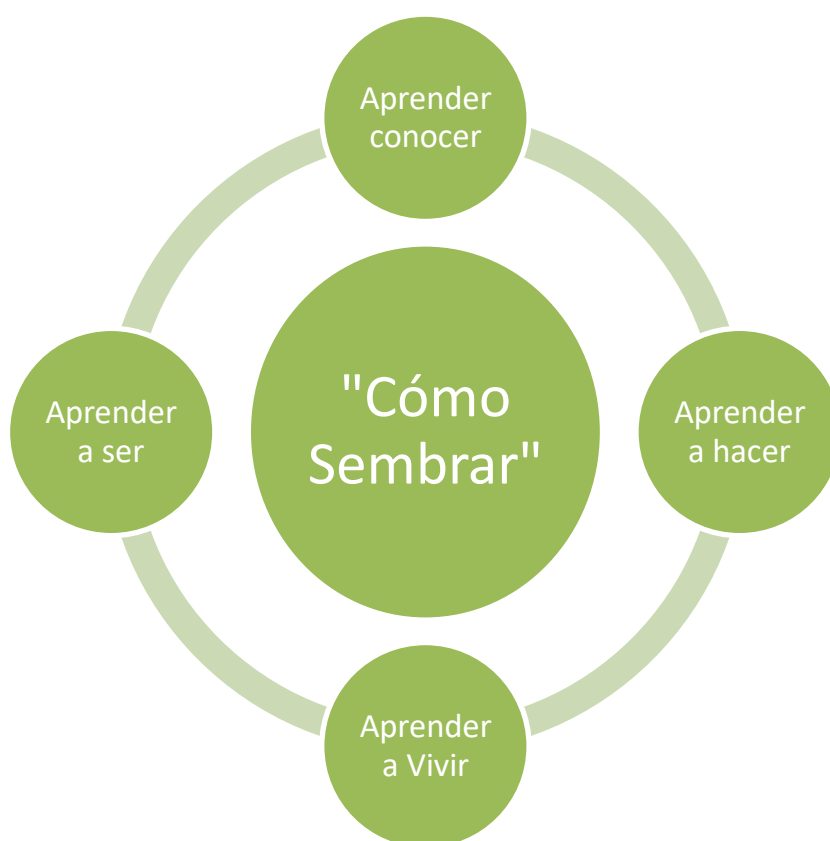 Aprender
conocer
Aprender
a ser
"Cómo
Sembrar"
Aprender
a hacer
Aprender
a Vivir